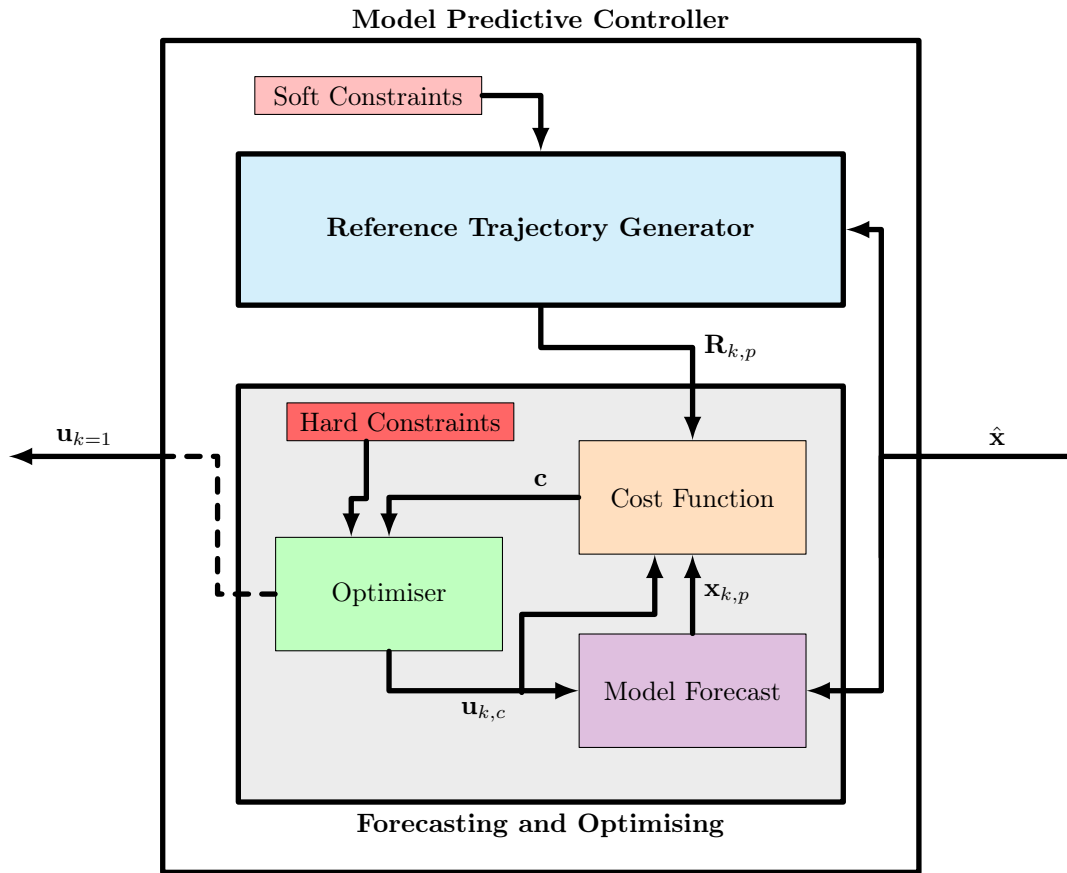 Model Predictive Controller
Soft Constraints
Reference Trajectory Generator
R_{k,p}
Hard Constraints
u_{k=1}
x̂
c
Cost Function
Optimiser
x_{k,p}
Model Forecast
u_{k,c}
Forecasting and Optimising